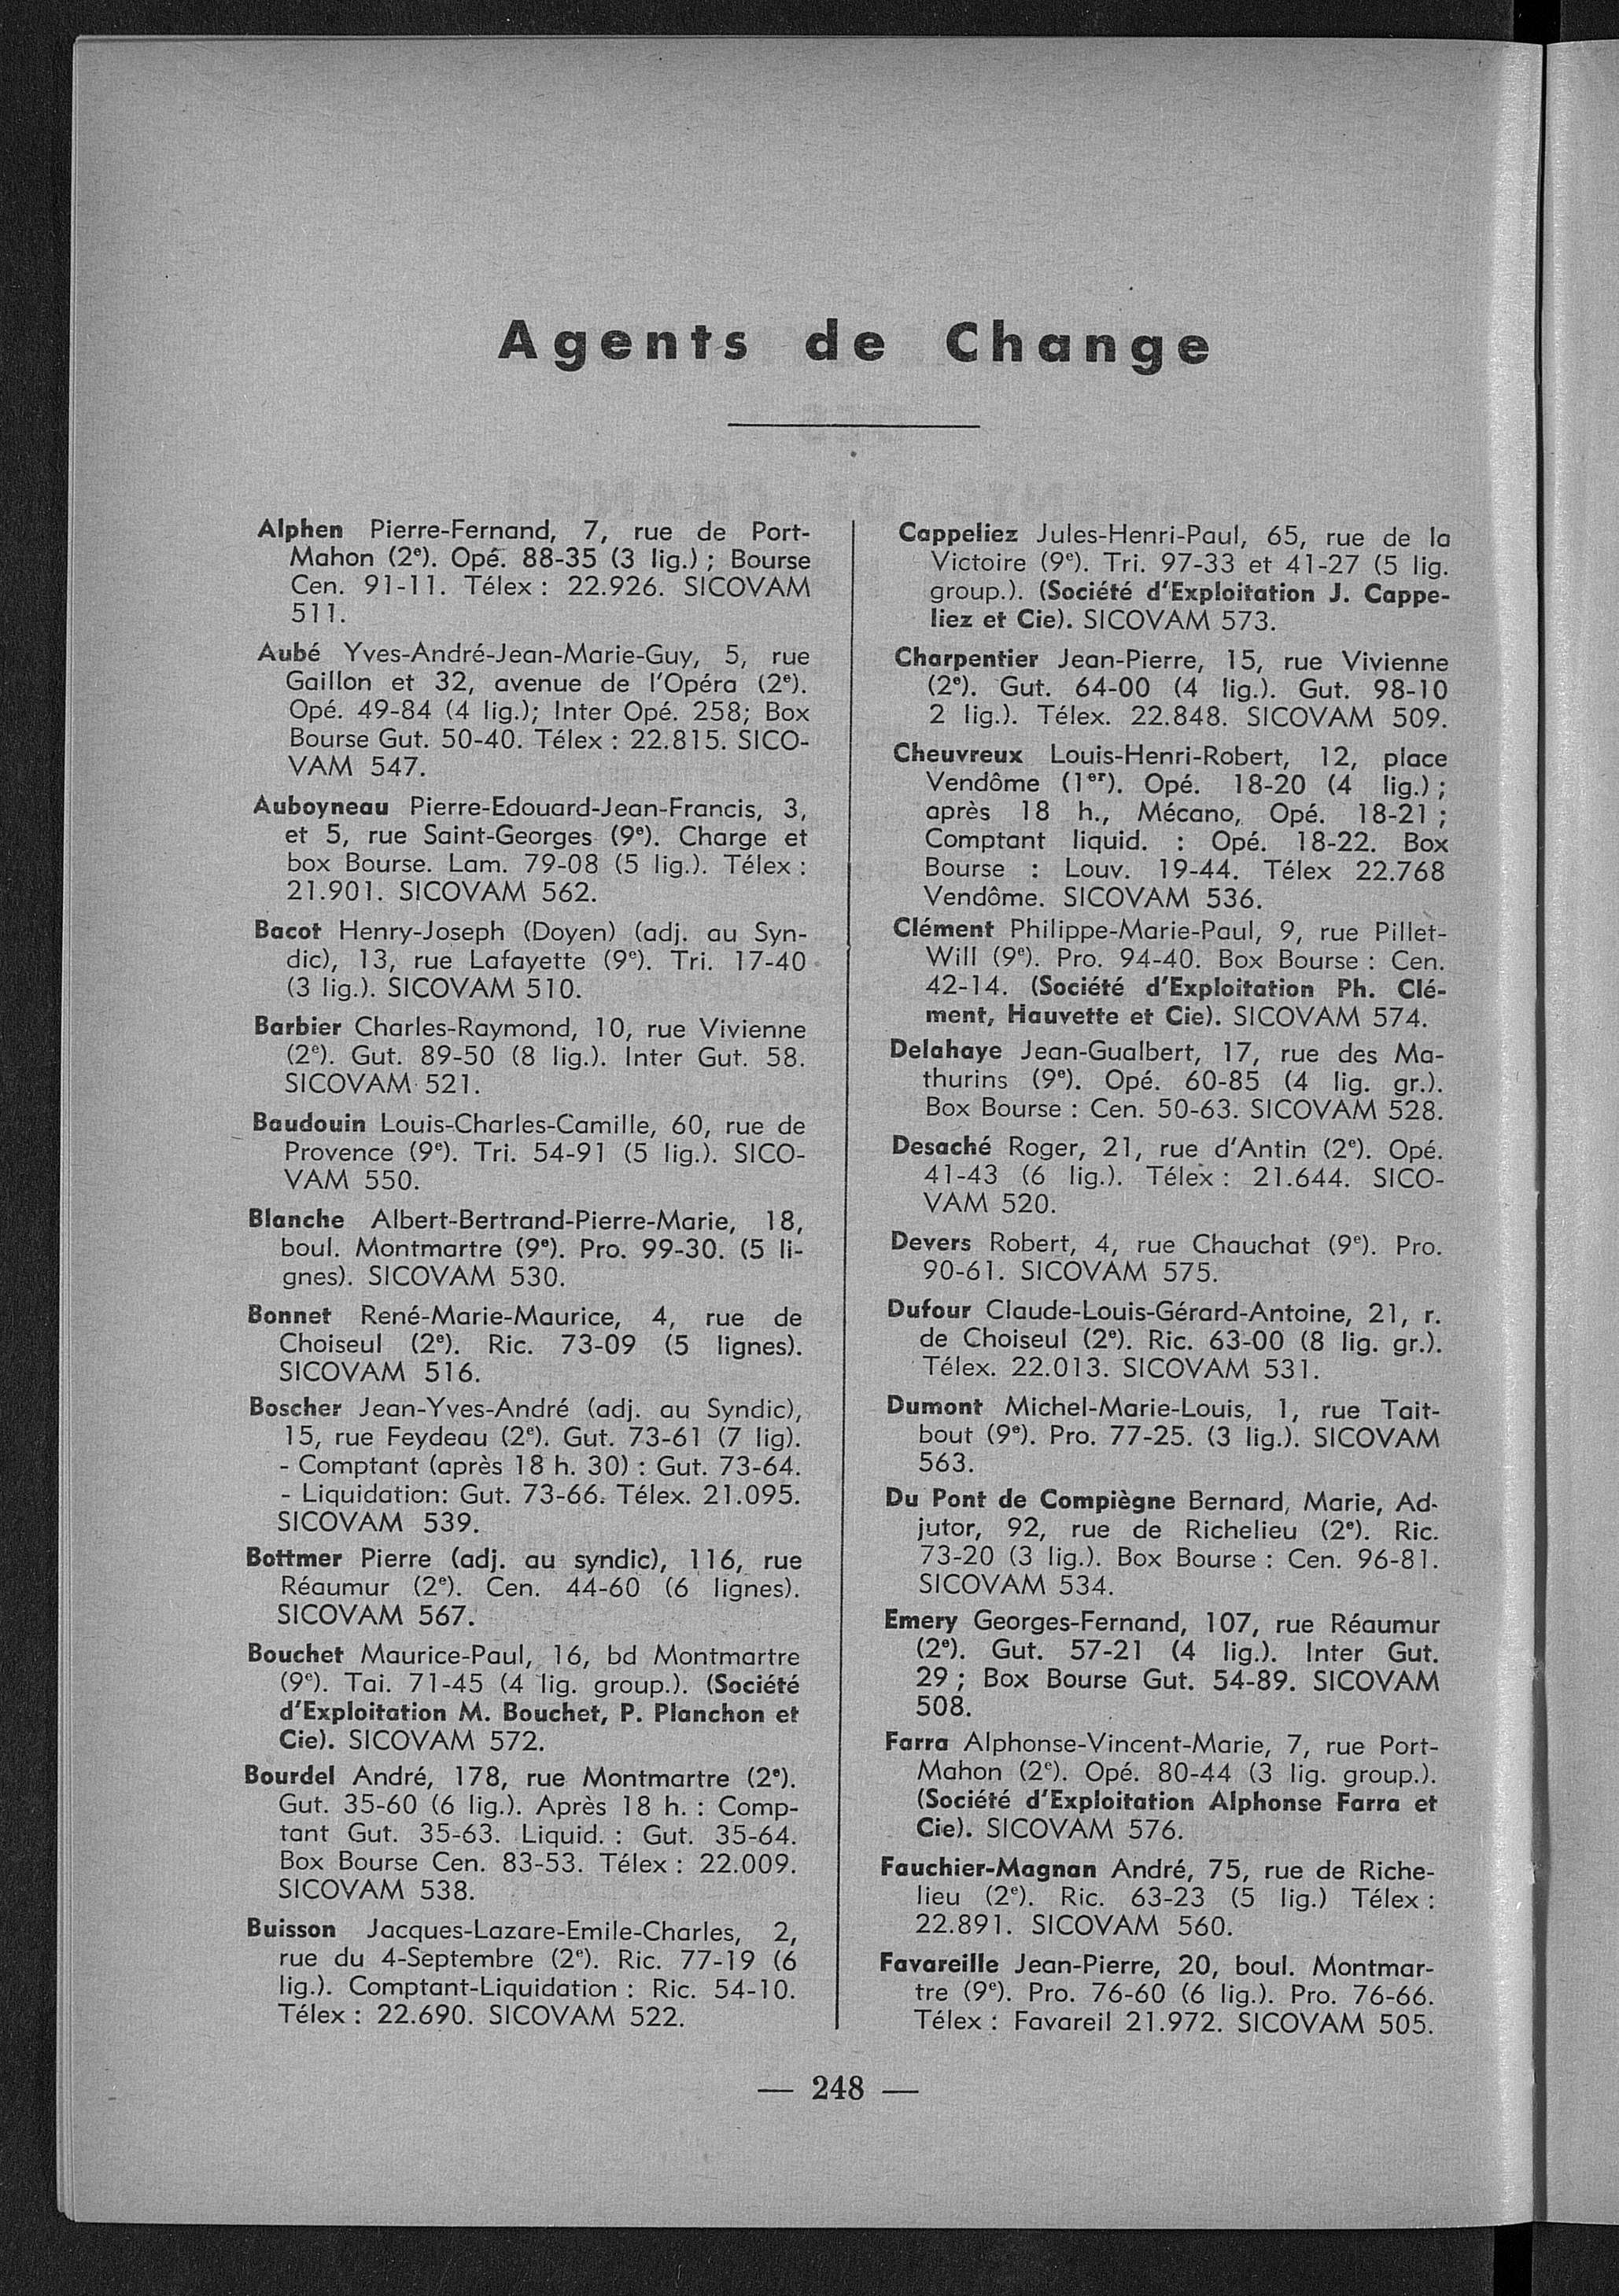 Agents de Change
Alphen Pierre-Fernand, 7, rue de Port-
Mahon (2e). Opé. 88-35 (3 lig.) ; Bourse
Cen. 91-11. Télex : 22.926. SICOVAM
511.
Aubé Yves-André-Jean-Marie-Guy, 5, rue
Gaillon et 32, avenue de l'Opéra (2e).
Opé. 49-84 (4 lig.); Inter Opé. 258; Box
Bourse Gut. 50-40. Télex : 22.815. SICO-
VAM 547.
Auboyneau Pierre-Edouard-Jean-Francis, 3,
et 5, rue Saint-Georges (9e). Charge et
box Bourse. Lam. 79-08 (5 lig.). Télex :
21.901. SICOVAM 562.
Bacot Henry-Joseph (Doyen) (adj. au Syn-
dic), 13, rue Lafayette (9e). Tri. 17-40
(3 lig.). SICOVAM 510.
Barbier Charles-Raymond, 10, rue Vivienne
(2e). Gut. 89-50 (8 lig.). Inter Gut. 58.
SICOVAM 521.
Baudouin Louis-Charles-Camille, 60, rue de
Provence (9e). Tri. 54-91 (5 lig.). SICO-
VAM 550.
Blanche Albert-Bertrand-Pierre-Marie, 18,
boul. Montmartre (9e). Pro. 99-30. (5 li-
gnes). SICOVAM 530.
Bonnet René-Marie-Maurice, 4, rue de
Choiseul (2e). Ric. 73-09 (5 lignes).
SICOVAM 516.
Boscher Jean-Yves-André (adj. au Syndic),
15, rue Feydeau (2e). Gut. 73-61 (7 lig).
- Comptant (après 18 h. 30) : Gut. 73-64.
- Liquidation: Gut. 73-66. Télex. 21.095.
SICOVAM 539.
Bottmer Pierre (adj. au syndic), 116, rue
Réaumur (2e). Cen. 44-60 (6 lignes).
SICOVAM 567.
Bouchet Maurice-Paul, 16, bd Montmartre
(9e). Tai. 71-45 (4 lig. group.). (Société
d'Exploitation M. Bouchet, P. Planchon et
Cie). SICOVAM 572.
Bourdel André, 178, rue Montmartre (2e).
Gut. 35-60 (6 lig.). Après 18 h. : Comp-
tant Gut. 35-63. Liquid. : Gut. 35-64.
Box Bourse Cen. 83-53. Télex : 22.009.
SICOVAM 538.
Buisson Jacques-Lazare-Emile-Charles, 2,
rue du 4-Septembre (2e). Ric. 77-19 (6
lig.). Comptant-Liquidation : Ric. 54-10.
Télex : 22.690. SICOVAM 522.
Cappeliez Jules-Henri-Paul, 65, rue de la
Victoire (9e). Tri. 97-33 et 41-27 (5 lig.
group.). (Société d'Exploitation J. Cappe-
liez et Cie). SICOVAM 573.
Charpentier Jean-Pierre, 15, rue Vivienne
(2e). Gut. 64-00 (4 lig.). Gut. 98-10
2 lig.). Télex. 22.848. SICOVAM 509.
Cheuvreux Louis-Henri-Robert, 12, place
Vendôme (1er). Opé. 18-20 (4 lig.) ;
après 18 h., Mécano, Opé. 18-21 ;
Comptant liquid. : Opé. 18-22. Box
Bourse : Louv. 19-44. Télex 22.768
Vendôme. SICOVAM 536.
Clément Philippe-Marie-Paul, 9, rue Pillet-
Will (9e). Pro. 94-40. Box Bourse : Cen.
42-14. (Société d'Exploitation Ph. Clé-
ment, Hauvette et Cie). SICOVAM 574.
Delahaye Jean-Gualbert, 17, rue des Ma-
thurins (9e). Opé. 60-85 (4 lig. gr.).
Box Bourse : Cen. 50-63. SICOVAM 528.
Desaché Roger, 21, rue d'Antin (2e). Opé.
41-43 (6 lig.). Télex : 21.644. SICO-
VAM 520.
Devers Robert, 4, rue Chauchat (9e). Pro.
90-61. SICOVAM 575.
Dufour Claude-Louis-Gérard-Antoine, 21, r.
de Choiseul (2e). Ric. 63-00 (8 lig. gr.).
Télex. 22.013. SICOVAM 531.
Dumont Michel-Marie-Louis, 1, rue Tait-
bout (9e). Pro. 77-25. (3 lig.). SICOVAM
563.
Du Pont de Compiègne Bernard, Marie, Ad-
jutor, 92, rue de Richelieu (2e). Ric.
73-20 (3 lig.). Box Bourse : Cen. 96-81.
SICOVAM 534.
Emery Georges-Fernand, 107, rue Réaumur
(2e). Gut. 57-21 (4 lig.). Inter Gut.
29 ; Box Bourse Gut. 54-89. SICOVAM
508.
Farra Alphonse-Vincent-Marie, 7, rue Port-
Mahon (2e). Opé. 80-44 (3 lig. group.).
(Société d'Exploitation Alphonse Farra et
Cie). SICOVAM 576.
Fauchier-Magnan André, 75, rue de Riche-
lieu (2e). Ric. 63-23 (5 lig.) Télex :
22.891. SICOVAM 560.
Favareille Jean-Pierre, 20, boul. Montmar-
tre (9e). Pro. 76-60 (6 lig.). Pro. 76-66.
Télex : Favareil 21.972. SICOVAM 505.
— 248 —